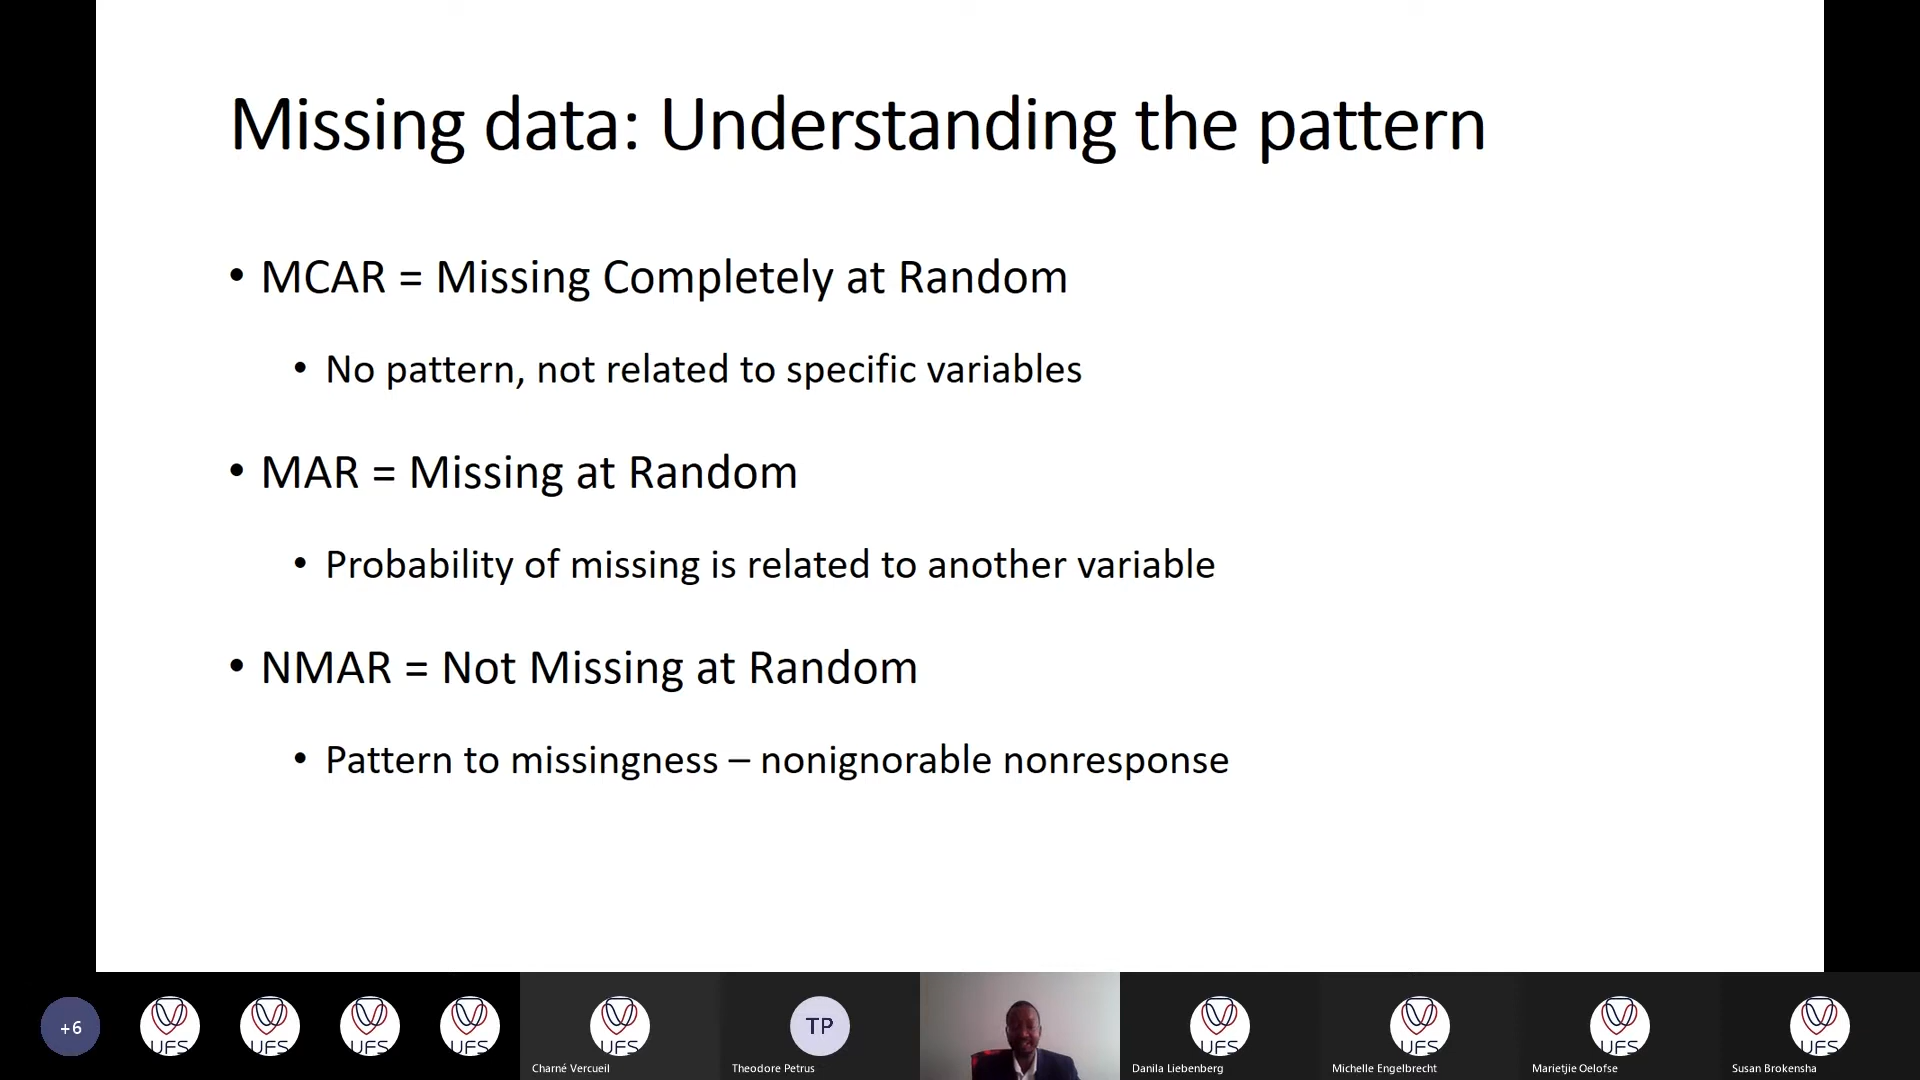 Missing data: Understanding the pattern
• MCAR = Missing Completely at Random
• No pattern, not related to specific variables
• MAR = Missing at Random
• Probability of missing is related to another variable
• NMAR = Not Missing at Random
• Pattern to missingness – nonignorable nonresponse
+6
UFS
UFS
UFS
UFS
UFS
TP
UFS
UFS
UFS
UFS
Charné Vercueil
Theodore Petrus
Danila Liebenberg
Michelle Engelbrecht
Marietjie Oelofse
Susan Brokensha